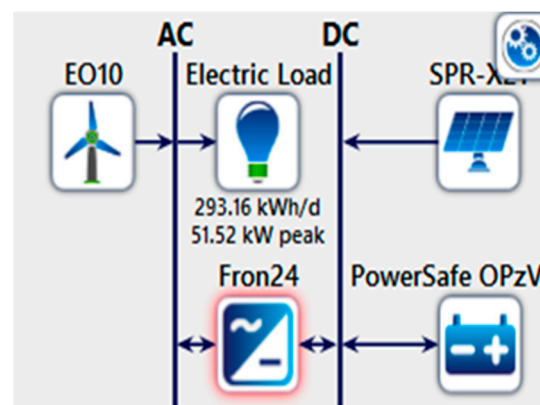 AC DC
EO10 Electric Load
293.16 kWh/d
51.52 kW peak
Fron24 PowerSafe OPzV